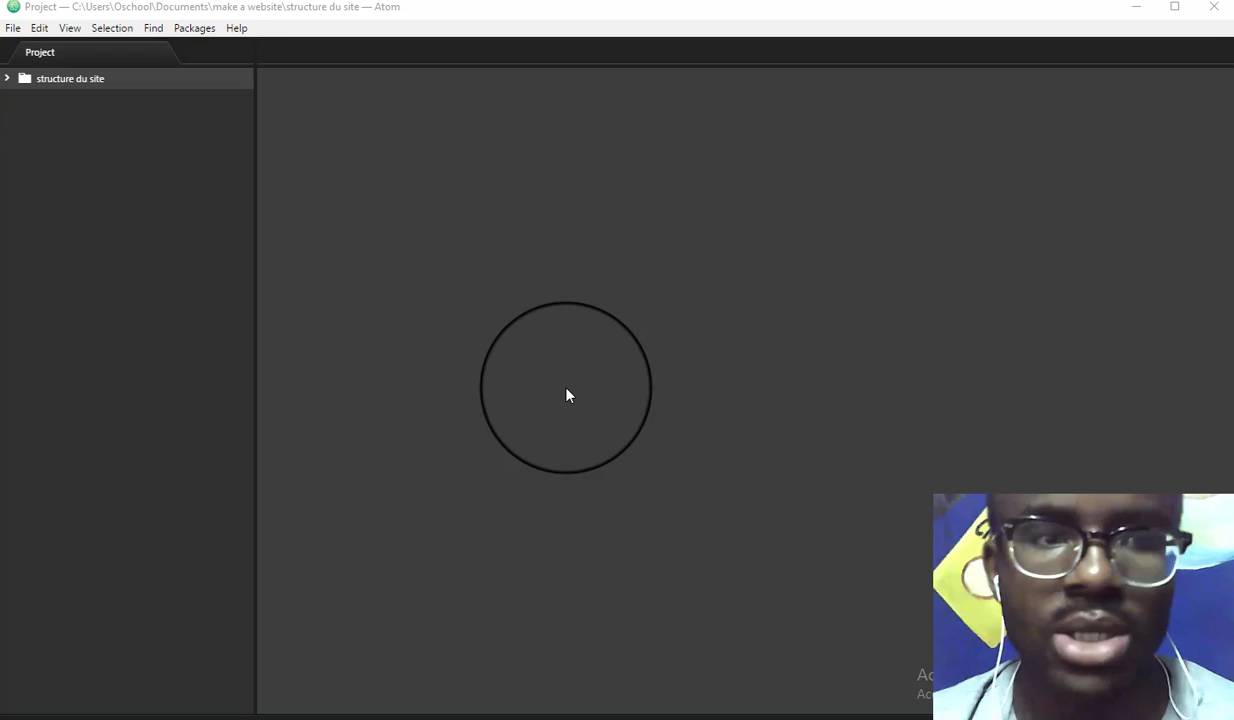 Project — C:\Users\Oschool\Documents\make a website\structure du site — Atom
File Edit View Selection Find Packages Help
Project
structure du site